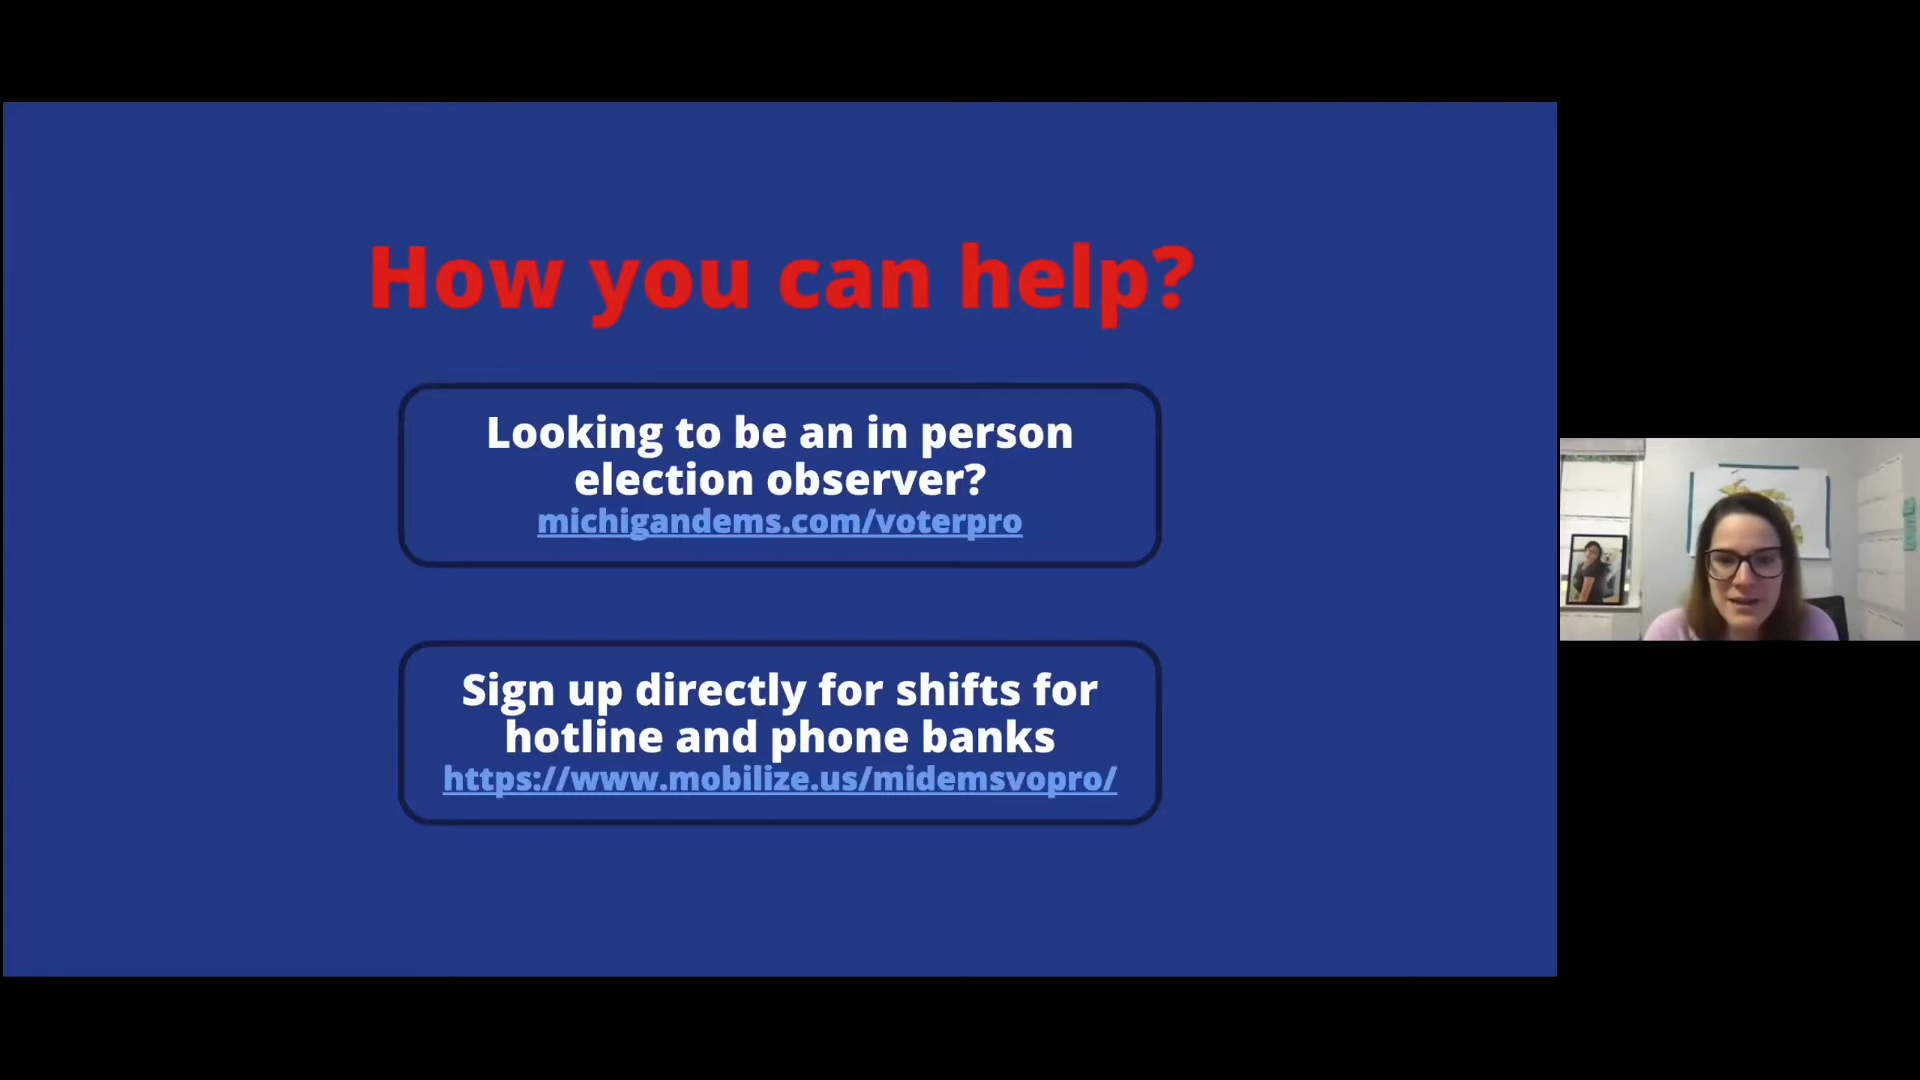 How you can help?
Looking to be an in person
election observer?
michigandems.com/voterpro
Sign up directly for shifts for
hotline and phone banks
https://www.mobilize.us/midemsvopro/